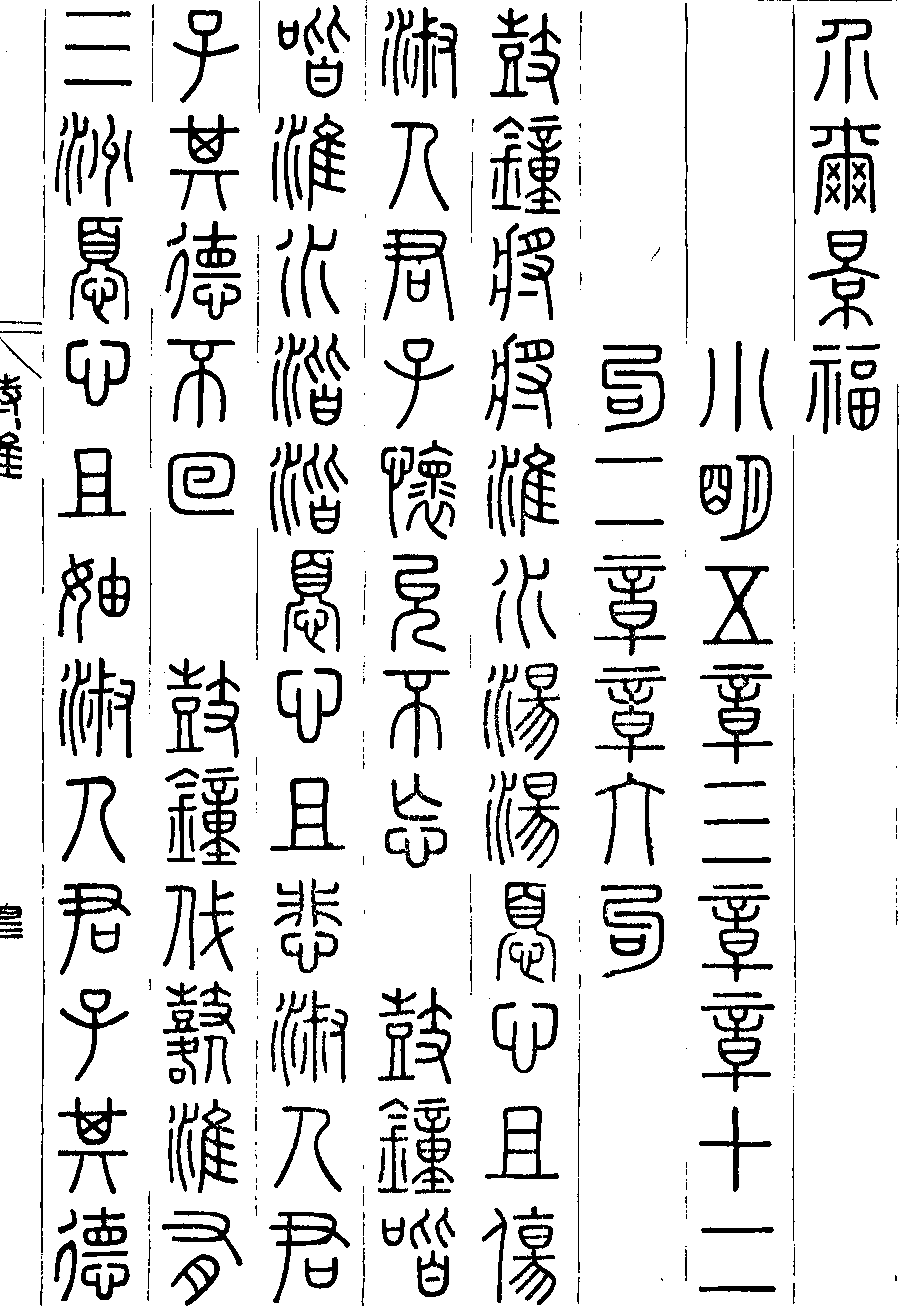 介爾景福
小明五章三章章十二
句二章章六句
鼓鐘將將淮水湯湯憂心且傷
淑人君子懷允不忘　鼓鐘喈
喈淮水湝湝憂心且悲淑人君
子其德不回　鼓鐘伐鼛淮有
三洲憂心且妯淑人君子其德